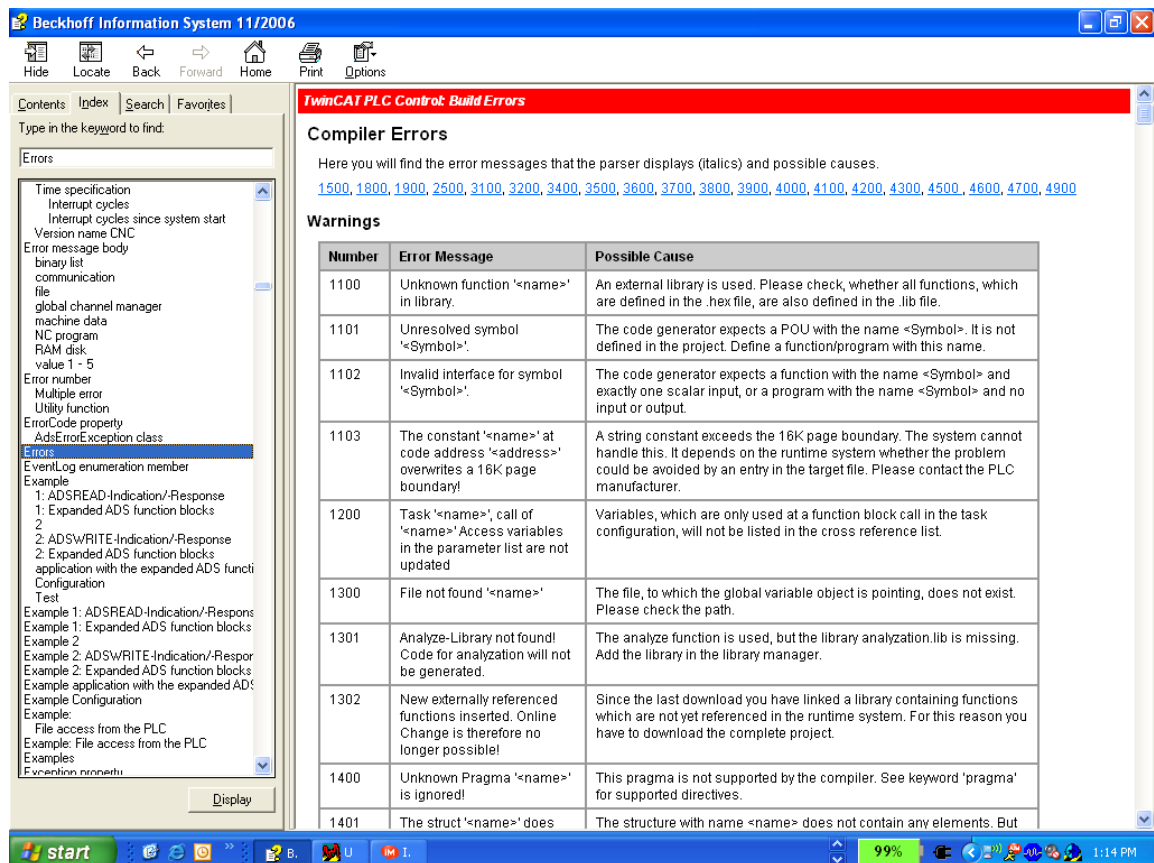 Beckhoff Information System 11/2006
Hide Locate Back Forward Home Print Options
Contents Index Search Favorites
Type in the keyword to find:
Errors
Time specification
Interrupt cycles
Interrupt cycles since system start
Version name CNC
Error message body
binary list
communication
file
global channel manager
machine data
NC program
RAM disk
value 1 - 5
Error number
Multiple error
Utility function
ErrorCode property
AdsErrorException class
Errors
EventLog enumeration member
Example
1: ADSREAD-Indication/-Response
1: Expanded ADS function blocks
2
2: ADSWRITE-Indication/-Response
2: Expanded ADS function blocks
application with the expanded ADS functi
Configuration
Test
Example 1: ADSREAD-Indication/-Respons
Example 1: Expanded ADS function blocks
Example 2
Example 2: ADSWRITE-Indication/-Respor
Example 2: Expanded ADS function blocks
Example application with the expanded ADS
Example Configuration
Example:
File access from the PLC
Example: File access from the PLC
Examples
Exception property
Display
TwinCAT PLC Control: Build Errors
Compiler Errors
Here you will find the error messages that the parser displays (italics) and possible causes.
1500, 1800, 1900, 2500, 3100, 3200, 3400, 3500, 3600, 3700, 3800, 3900, 4000, 4100, 4200, 4300, 4500 , 4600, 4700, 4900
Warnings
Number Error Message Possible Cause
1100 Unknown function '<name>' An external library is used. Please check, whether all functions, which
in library. are defined in the .hex file, are also defined in the .lib file.
1101 Unresolved symbol The code generator expects a POU with the name <Symbol>. It is not
'<Symbol>'. defined in the project. Define a function/program with this name.
1102 Invalid interface for symbol The code generator expects a function with the name <Symbol> and
'<Symbol>'. exactly one scalar input, or a program with the name <Symbol> and no
input or output.
1103 The constant '<name>' at A string constant exceeds the 16K page boundary. The system cannot
code address '<address>' handle this. It depends on the runtime system whether the problem
overwrites a 16K page could be avoided by an entry in the target file. Please contact the PLC
boundary! manufacturer.
1200 Task '<name>', call of Variables, which are only used at a function block call in the task
'<name>' Access variables configuration, will not be listed in the cross reference list.
in the parameter list are not
updated
1300 File not found '<name>' The file, to which the global variable object is pointing, does not exist.
Please check the path.
1301 Analyze-Library not found! The analyze function is used, but the library analyzation.lib is missing.
Code for analyzation will not Add the library in the library manager.
be generated.
1302 New externally referenced Since the last download you have linked a library containing functions
functions inserted. Online which are not yet referenced in the runtime system. For this reason you
Change is therefore no have to download the complete project.
longer possible!
1400 Unknown Pragma '<name>' This pragma is not supported by the compiler. See keyword 'pragma'
is ignored! for supported directives.
1401 The struct '<name>' does The structure with name <name> does not contain any elements. But
start B. U I. 99% 1:14 PM